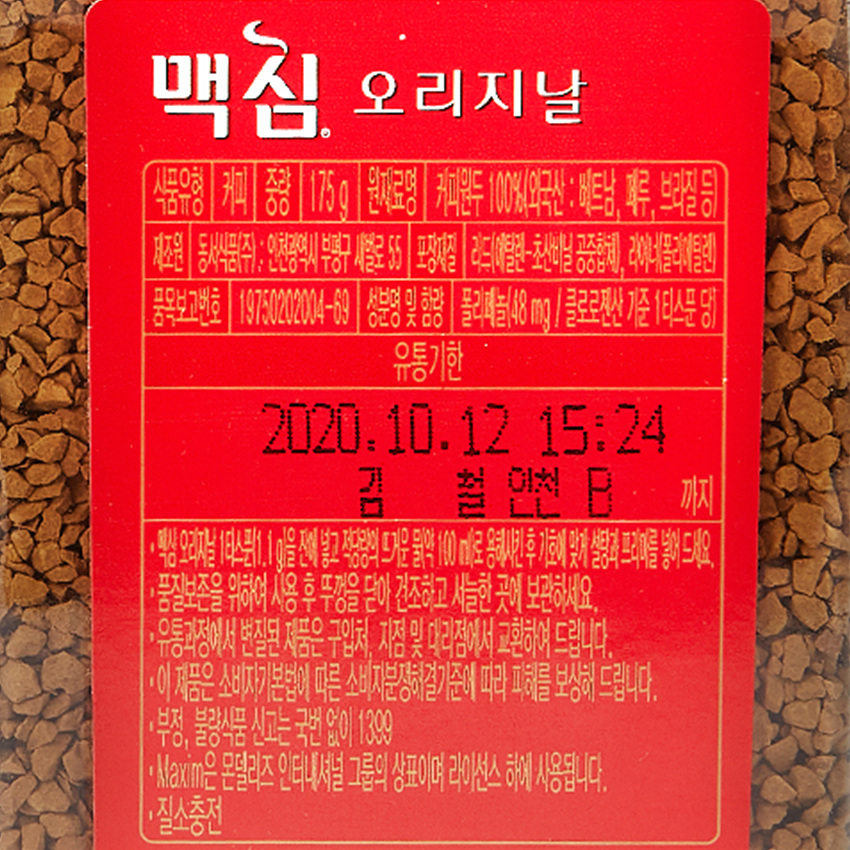 맥심® 오리지날
식품유형 커피 중량 175 g 원재료명 커피원두 100%(외국산 : 베트남, 페루, 브라질 등)
제조원 동서식품(주) : 인천광역시 부평구 새벌로 55 포장재질 리드(에틸렌-초산비닐 공중합체), 라이너(폴리에틸렌)
품목보고번호 19750202004-69 성분명 및 함량 폴리페놀(48 mg / 클로로젠산 기준 1티스푼 당)
유통기한
2020.10.12 15:24
김 철 인천 B 까지
· 맥심 오리지날 1티스푼(1.1 g)을 잔에 넣고 적당량의 뜨거운 물(약 100 ml)로 용해시킨 후 기호에 맞게 설탕과 프리마를 넣어 드세요.
· 품질보존을 위하여 사용 후 뚜껑을 닫아 건조하고 서늘한 곳에 보관하세요.
· 유통과정에서 변질된 제품은 구입처, 지점 및 대리점에서 교환하여 드립니다.
· 이 제품은 소비자기본법에 따른 소비자분쟁해결기준에 따라 피해를 보상해 드립니다.
· 부정, 불량식품 신고는 국번 없이 1399
· Maxim은 몬델리즈 인터내셔널 그룹의 상표이며 라이선스 하에 사용됩니다.
· 질소충전